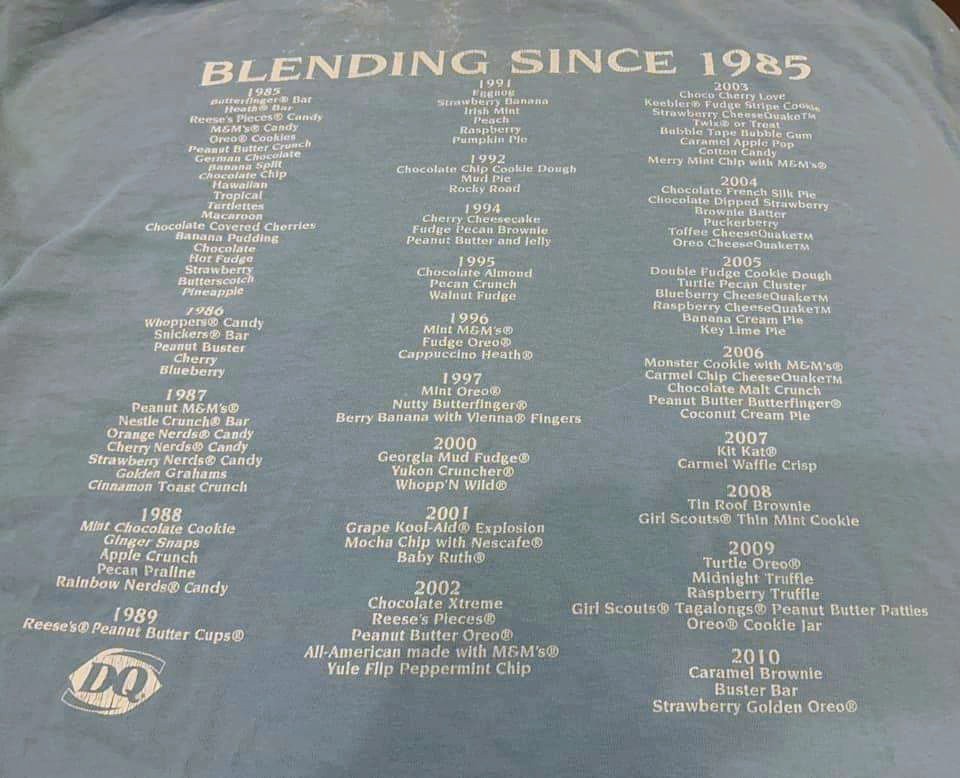 BLENDING SINCE 1985
1985
Butterfinger® Bar
Heath® Bar
Reese's Pieces® Candy
M&M's® Candy
Oreo® Cookies
Peanut Butter Crunch
German Chocolate
Banana Split
Chocolate Chip
Hawaiian
Tropical
Turtlettes
Macaroon
Chocolate Covered Cherries
Banana Pudding
Chocolate
Hot Fudge
Strawberry
Butterscotch
Pineapple
1986
Whoppers® Candy
Snickers® Bar
Peanut Buster
Cherry
Blueberry
1987
Peanut M&M's®
Nestle Crunch® Bar
Orange Nerds® Candy
Cherry Nerds® Candy
Strawberry Nerds® Candy
Golden Grahams
Cinnamon Toast Crunch
1988
Mint Chocolate Cookie
Ginger Snaps
Apple Crunch
Pecan Praline
Rainbow Nerds® Candy
1989
Reese's® Peanut Butter Cups®
DQ®
1991
Eggnog
Strawberry Banana
Irish Mint
Peach
Raspberry
Pumpkin Pie
1992
Chocolate Chip Cookie Dough
Mud Pie
Rocky Road
1994
Cherry Cheesecake
Fudge Pecan Brownie
Peanut Butter and Jelly
1995
Chocolate Almond
Pecan Crunch
Walnut Fudge
1996
Mint M&M's®
Fudge Oreo®
Cappuccino Heath®
1997
Mint Oreo®
Nutty Butterfinger®
Berry Banana with Vienna® Fingers
2000
Georgia Mud Fudge®
Yukon Cruncher®
Whopp'N Wild®
2001
Grape Kool-Aid® Explosion
Mocha Chip with Nescafe®
Baby Ruth®
2002
Chocolate Xtreme
Reese's Pieces®
Peanut Butter Oreo®
All-American made with M&M's®
Yule Flip Peppermint Chip
2003
Choco Cherry Love
Keebler® Fudge Stripe Cookie
Strawberry CheeseQuake™
Twix® or Treat
Bubble Tape Bubble Gum
Caramel Apple Pop
Cotton Candy
Merry Mint Chip with M&M's®
2004
Chocolate French Silk Pie
Chocolate Dipped Strawberry
Brownie Batter
Puckerberry
Toffee CheeseQuake™
Oreo CheeseQuake™
2005
Double Fudge Cookie Dough
Turtle Pecan Cluster
Blueberry CheeseQuake™
Raspberry CheeseQuake™
Banana Cream Pie
Key Lime Pie
2006
Monster Cookie with M&M's®
Carmel Chip CheeseQuake™
Chocolate Malt Crunch
Peanut Butter Butterfinger®
Coconut Cream Pie
2007
Kit Kat®
Carmel Waffle Crisp
2008
Tin Roof Brownie
Girl Scouts® Thin Mint Cookie
2009
Turtle Oreo®
Midnight Truffle
Raspberry Truffle
Girl Scouts® Tagalongs® Peanut Butter Patties
Oreo® Cookie Jar
2010
Caramel Brownie
Buster Bar
Strawberry Golden Oreo®